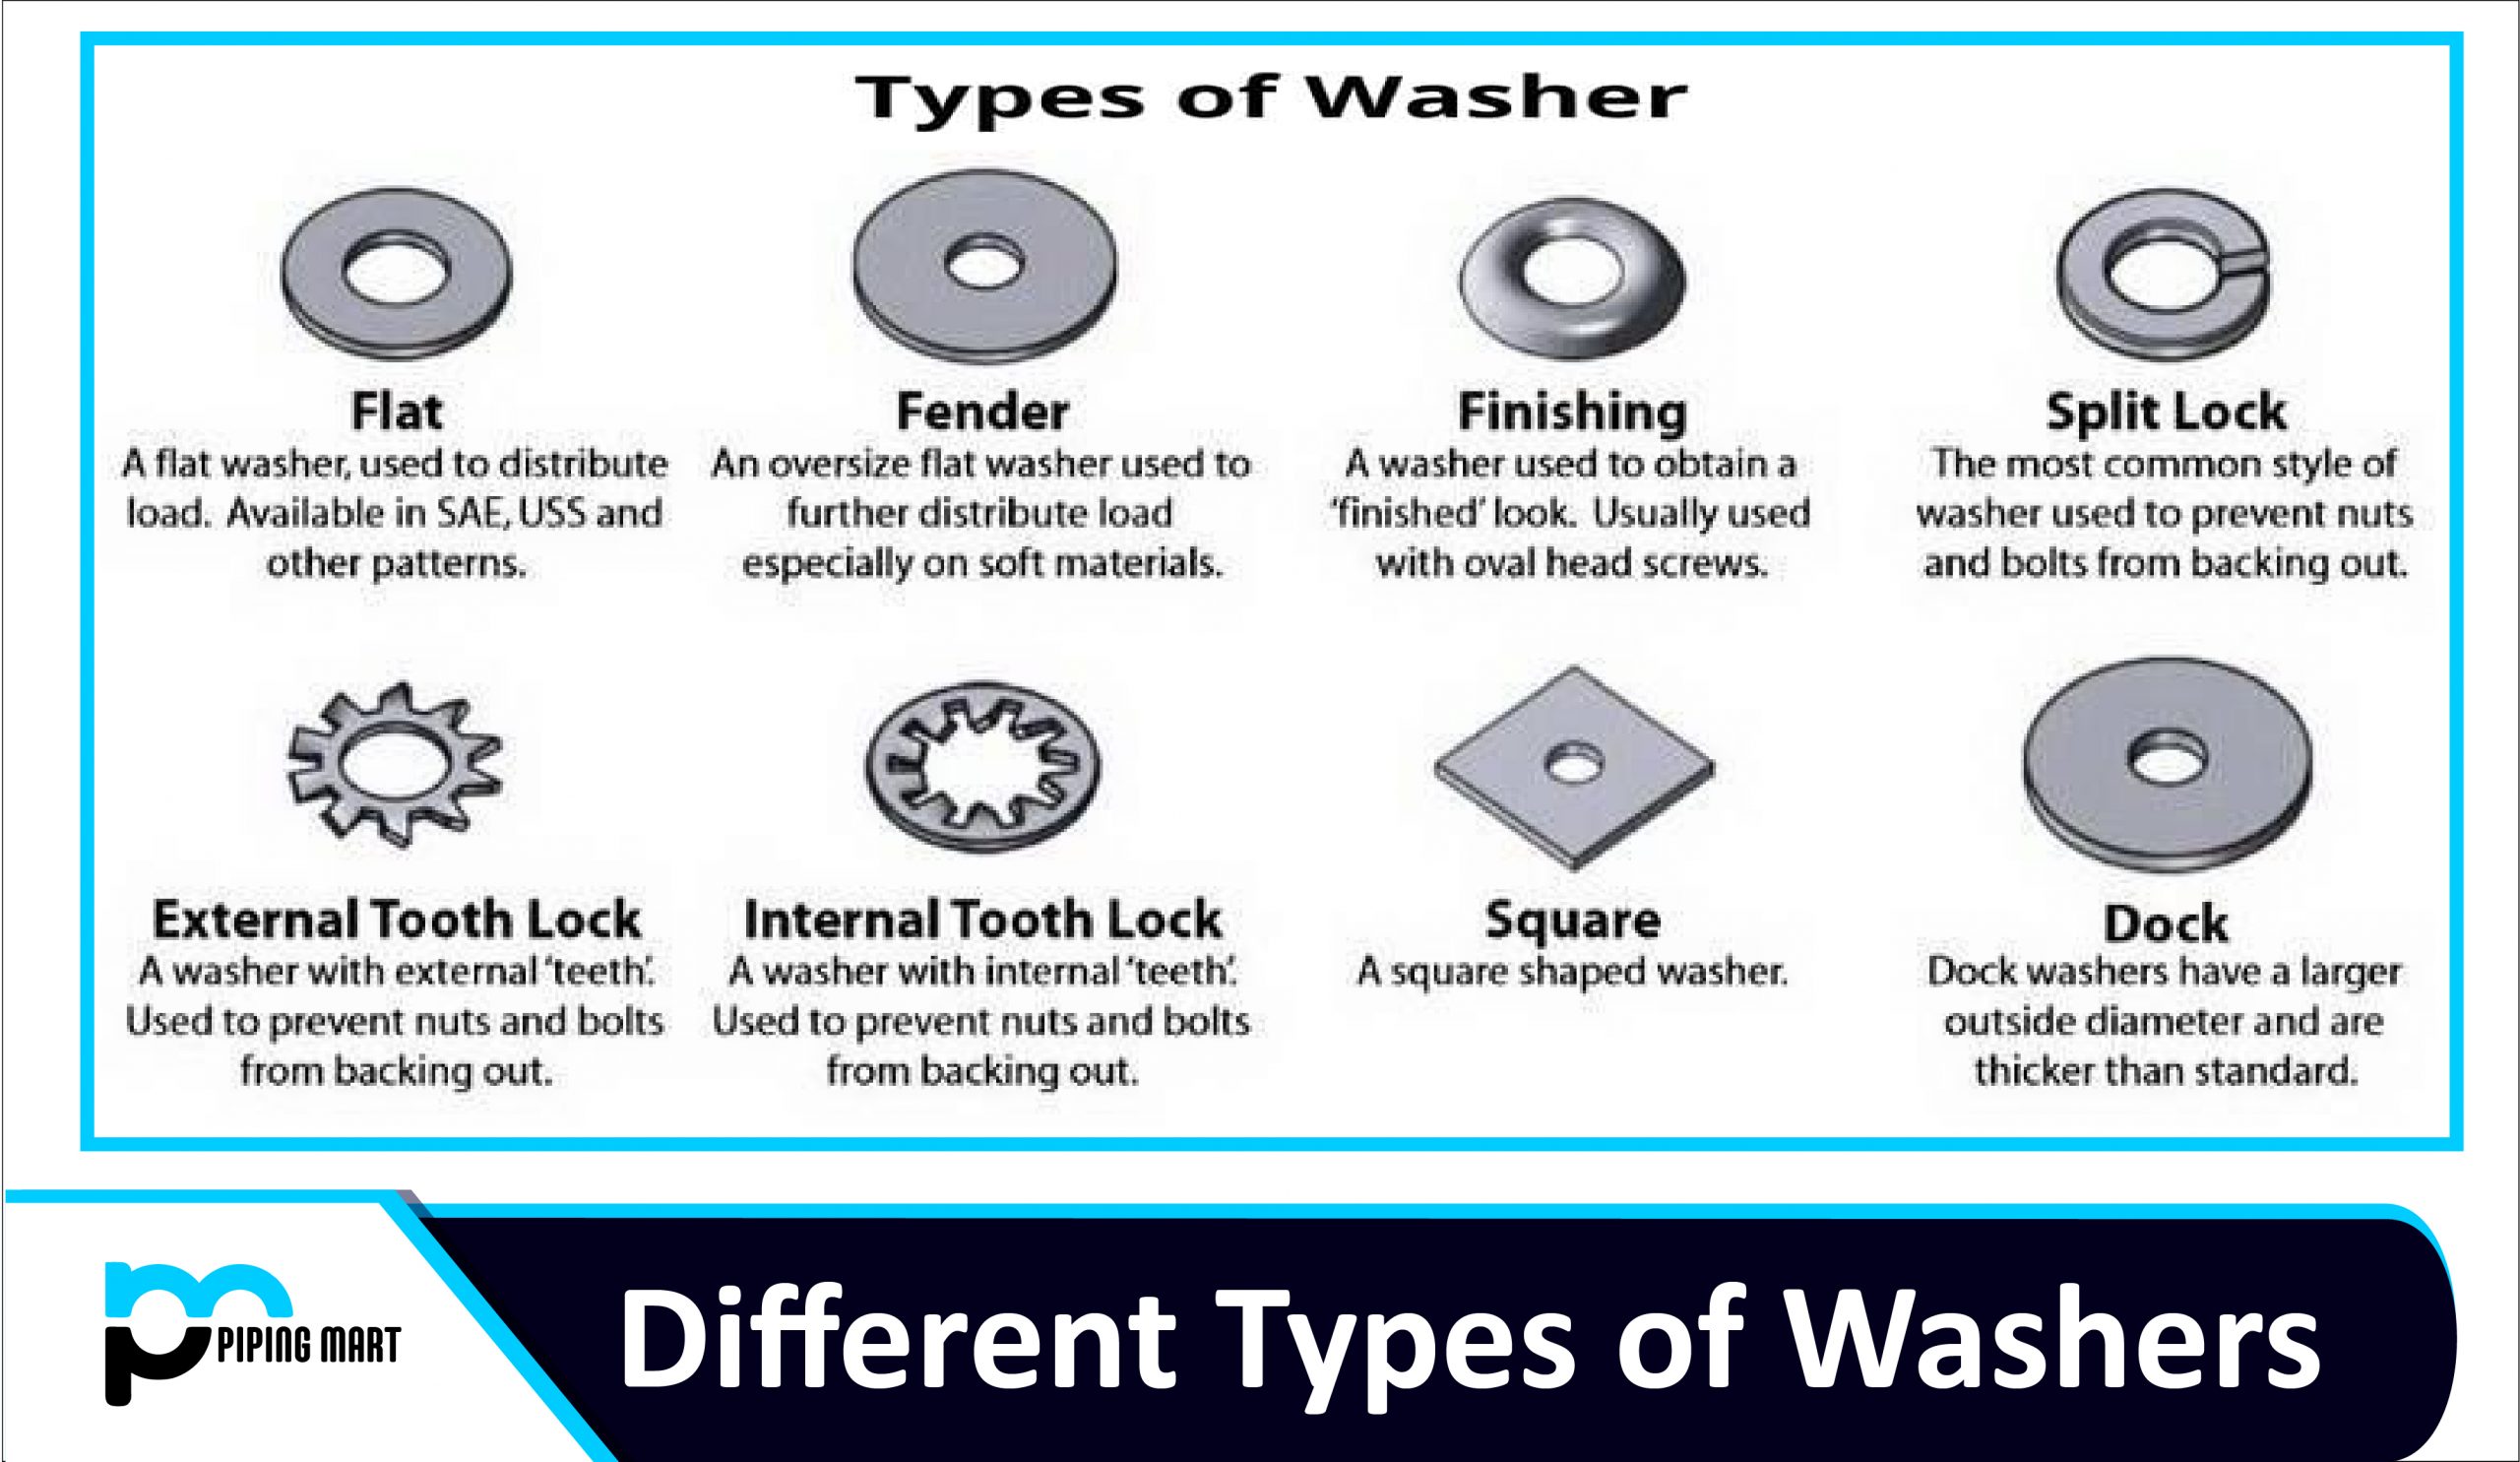 Types of Washer
Flat
A flat washer, used to distribute
load. Available in SAE, USS and
other patterns.
Fender
An oversize flat washer used to
further distribute load
especially on soft materials.
Finishing
A washer used to obtain a
'finished' look. Usually used
with oval head screws.
Split Lock
The most common style of
washer used to prevent nuts
and bolts from backing out.
External Tooth Lock
A washer with external 'teeth'.
Used to prevent nuts and bolts
from backing out.
Internal Tooth Lock
A washer with internal 'teeth'.
Used to prevent nuts and bolts
from backing out.
Square
A square shaped washer.
Dock
Dock washers have a larger
outside diameter and are
thicker than standard.
PIPING MART
Different Types of Washers